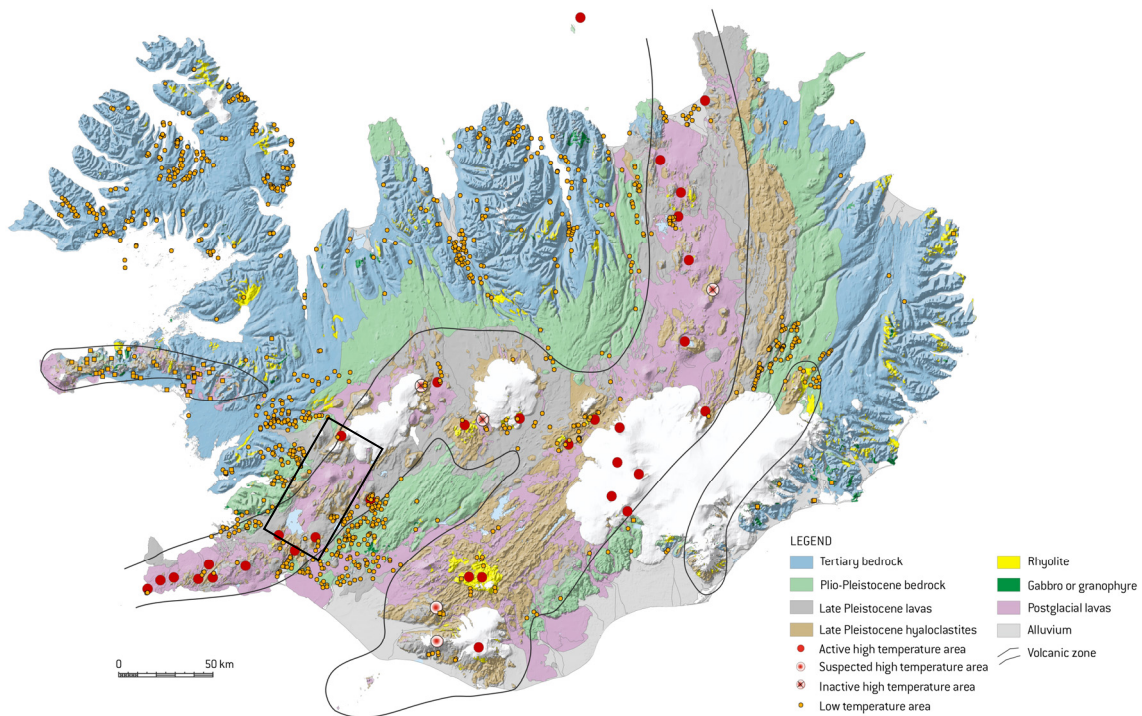 LEGEND
Tertiary bedrock
Plio-Pleistocene bedrock
Late Pleistocene lavas
Late Pleistocene hyaloclastites
Active high temperature area
Suspected high temperature area
Inactive high temperature area
Low temperature area
Rhyolite
Gabbro or granophyre
Postglacial lavas
Alluvium
Volcanic zone
0 50 km